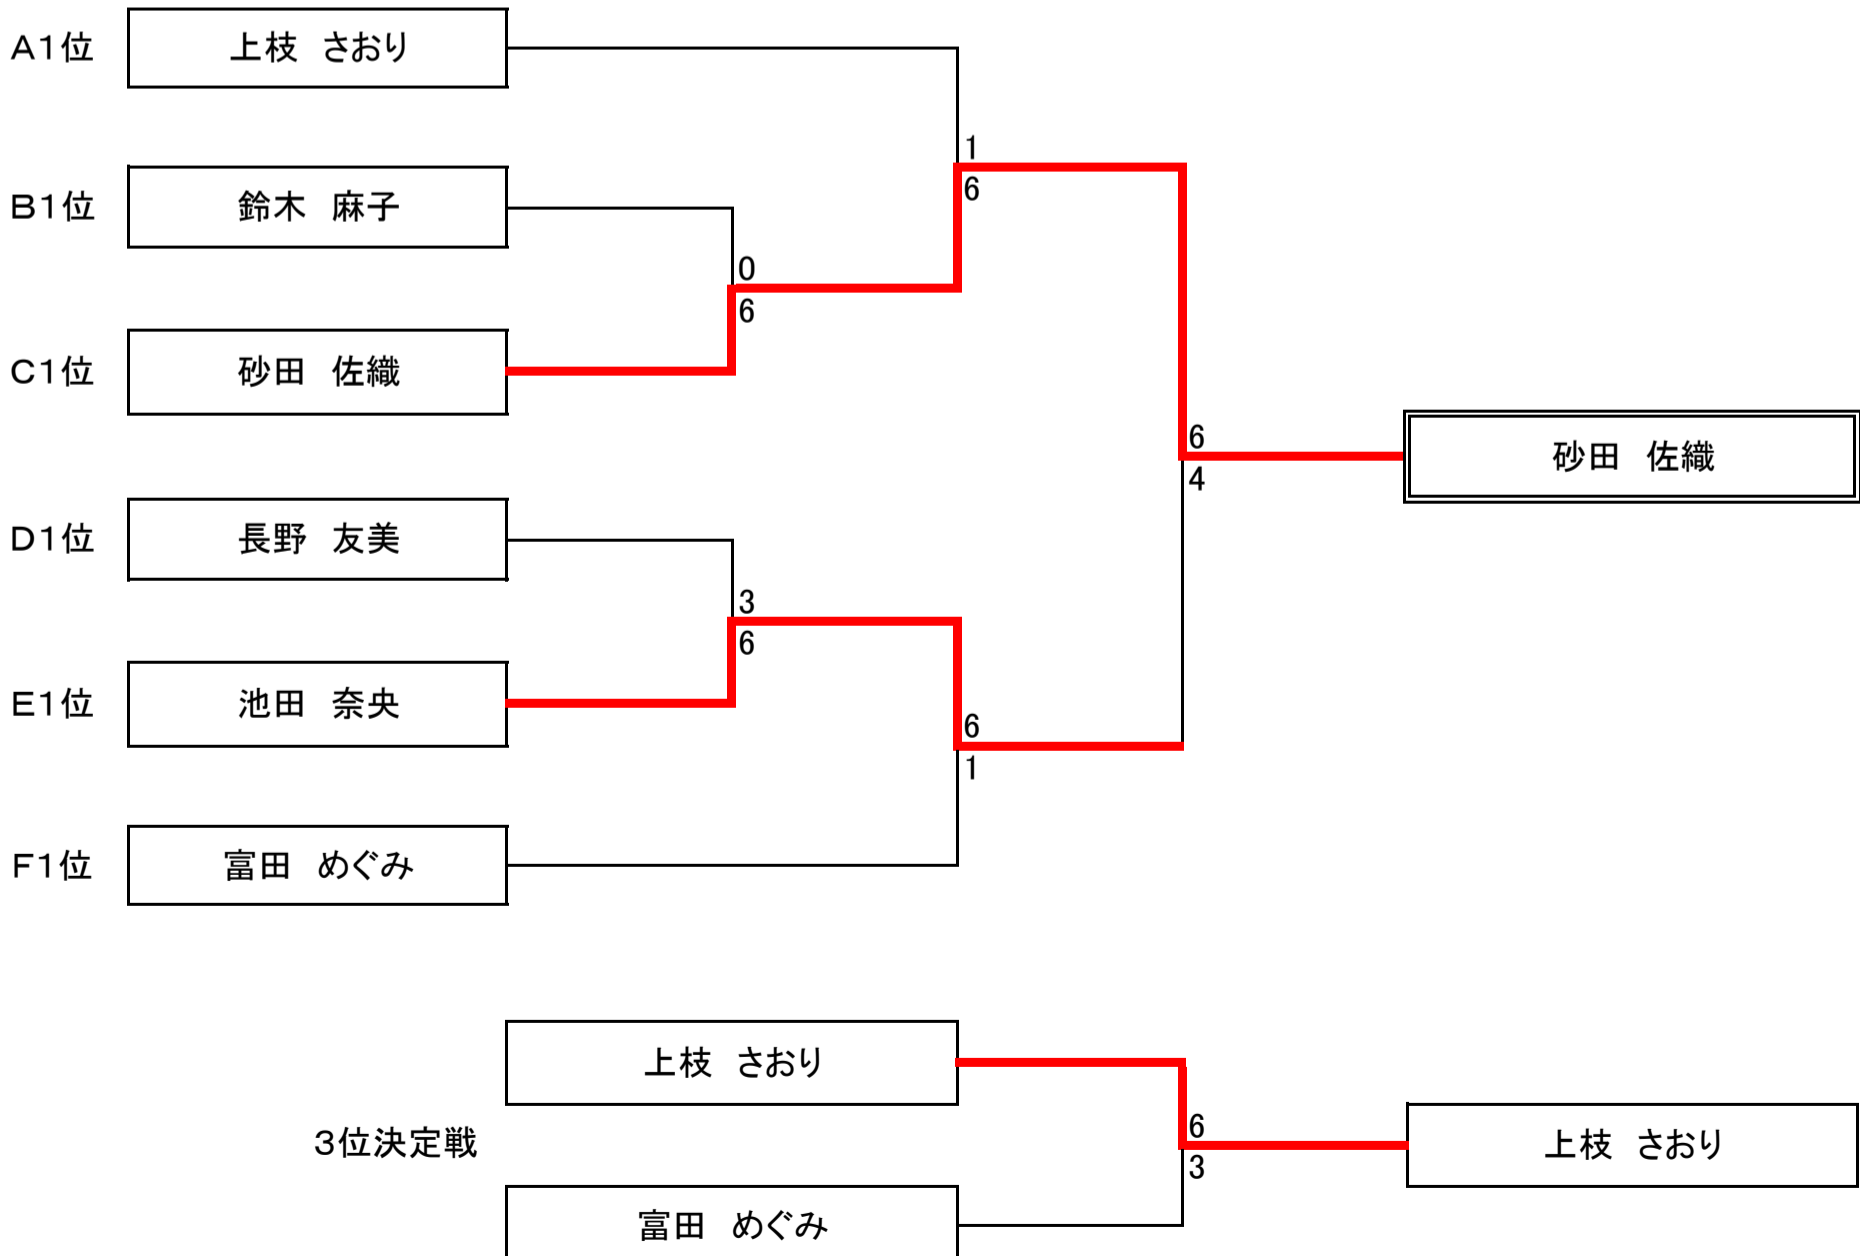 A1位 上枝 さおり
1
6
B1位 鈴木 麻子
0
6
C1位 砂田 佐織
6
4
砂田 佐織
D1位 長野 友美
3
6
E1位 池田 奈央
6
1
F1位 富田 めぐみ
上枝 さおり
3位決定戦
6
3
上枝 さおり
富田 めぐみ